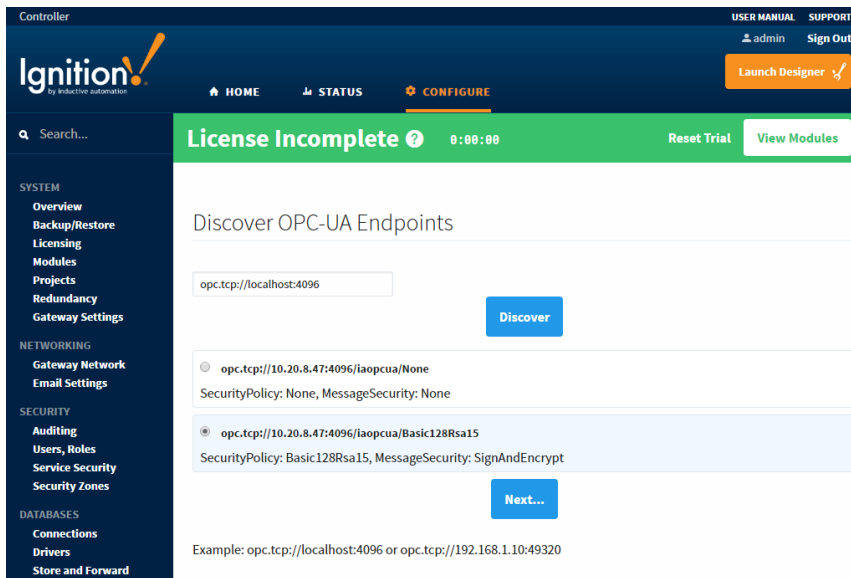 Controller
USER MANUAL SUPPORT
admin Sign Out
Ignition!
by inductive automation
Launch Designer
HOME STATUS CONFIGURE
Search...
License Incomplete ? 0:00:00 Reset Trial View Modules
SYSTEM
Overview
Backup/Restore
Licensing
Modules
Projects
Redundancy
Gateway Settings
NETWORKING
Gateway Network
Email Settings
SECURITY
Auditing
Users, Roles
Service Security
Security Zones
DATABASES
Connections
Drivers
Store and Forward
Discover OPC-UA Endpoints
opc.tcp://localhost:4096
Discover
opc.tcp://10.20.8.47:4096/iaopcua/None
SecurityPolicy: None, MessageSecurity: None
opc.tcp://10.20.8.47:4096/iaopcua/Basic128Rsa15
SecurityPolicy: Basic128Rsa15, MessageSecurity: SignAndEncrypt
Next...
Example: opc.tcp://localhost:4096 or opc.tcp://192.168.1.10:49320